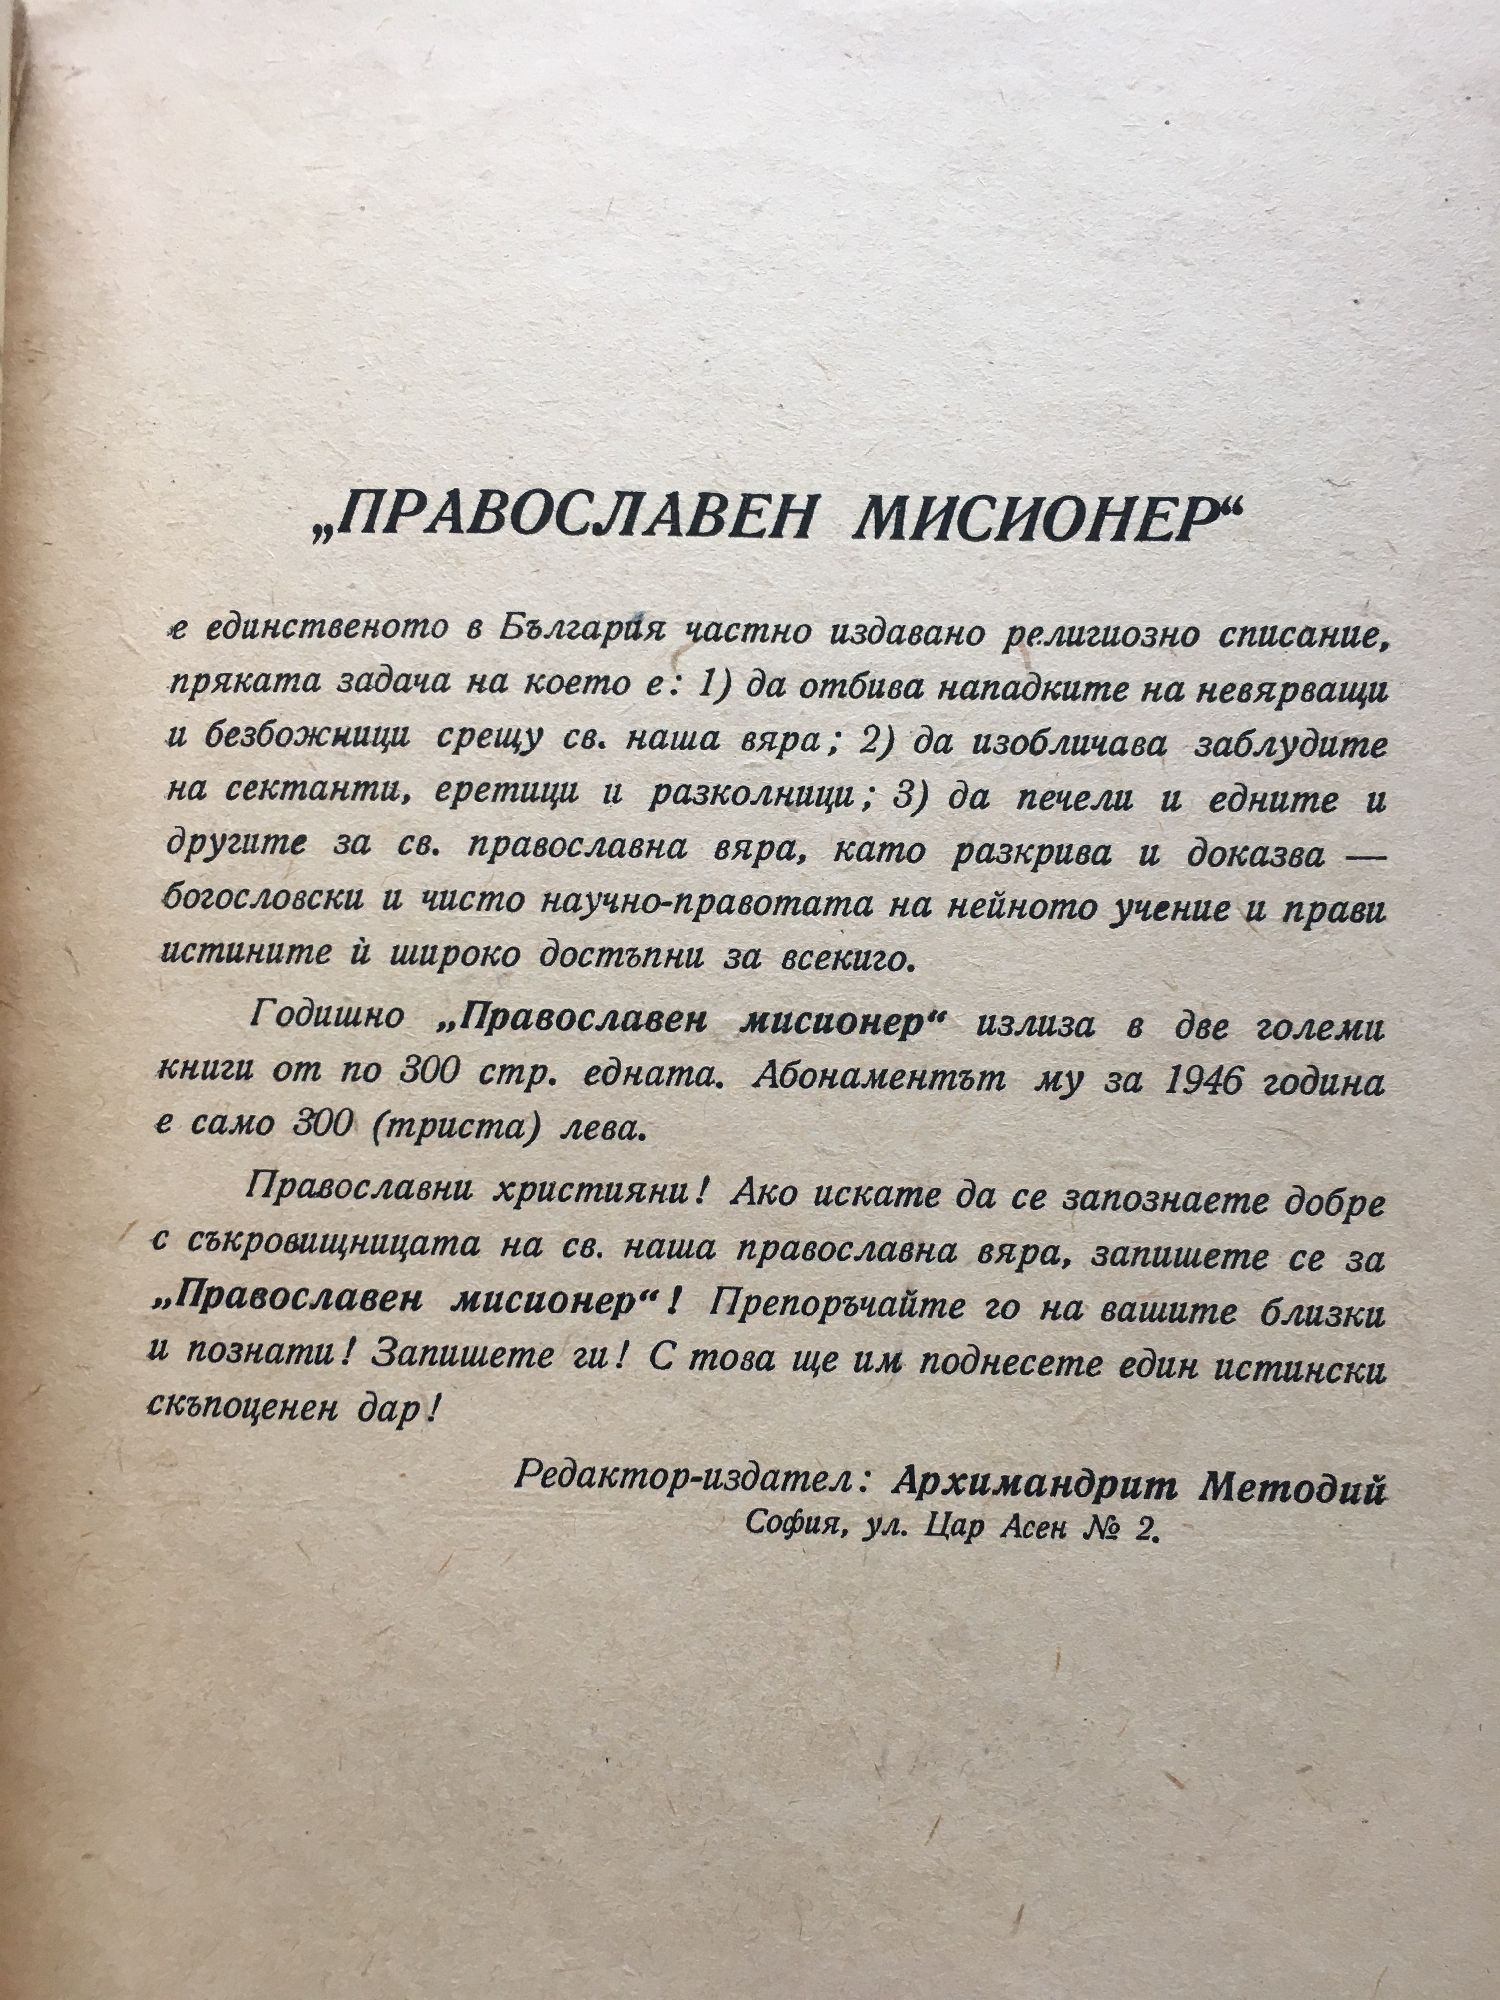 „ПРАВОСЛАВЕН МИСИОНЕР“
е единственото в България частно издавано религиозно списание,
пряката задача на което е: 1) да отбива нападките на невярващи
и безбожници срещу св. наша вяра; 2) да изобличава заблудите
на сектанти, еретици и разколници; 3) да печели и едните и
другите за св. православна вяра, като разкрива и доказва —
богословски и чисто научно-правотата на нейното учение и прави
истините ѝ широко достъпни за всекиго.
Годишно „Православен мисионер“ излиза в две големи
книги от по 300 стр. едната. Абонаментът му за 1946 година
е само 300 (триста) лева.
Православни християни! Ако искате да се запознаете добре
с съкровищницата на св. наша православна вяра, запишете се за
„Православен мисионер“! Препоръчайте го на вашите близки
и познати! Запишете ги! С това ще им поднесете един истински
скъпоценен дар!
Редактор-издател: Архимандрит Методий
София, ул. Цар Асен № 2.